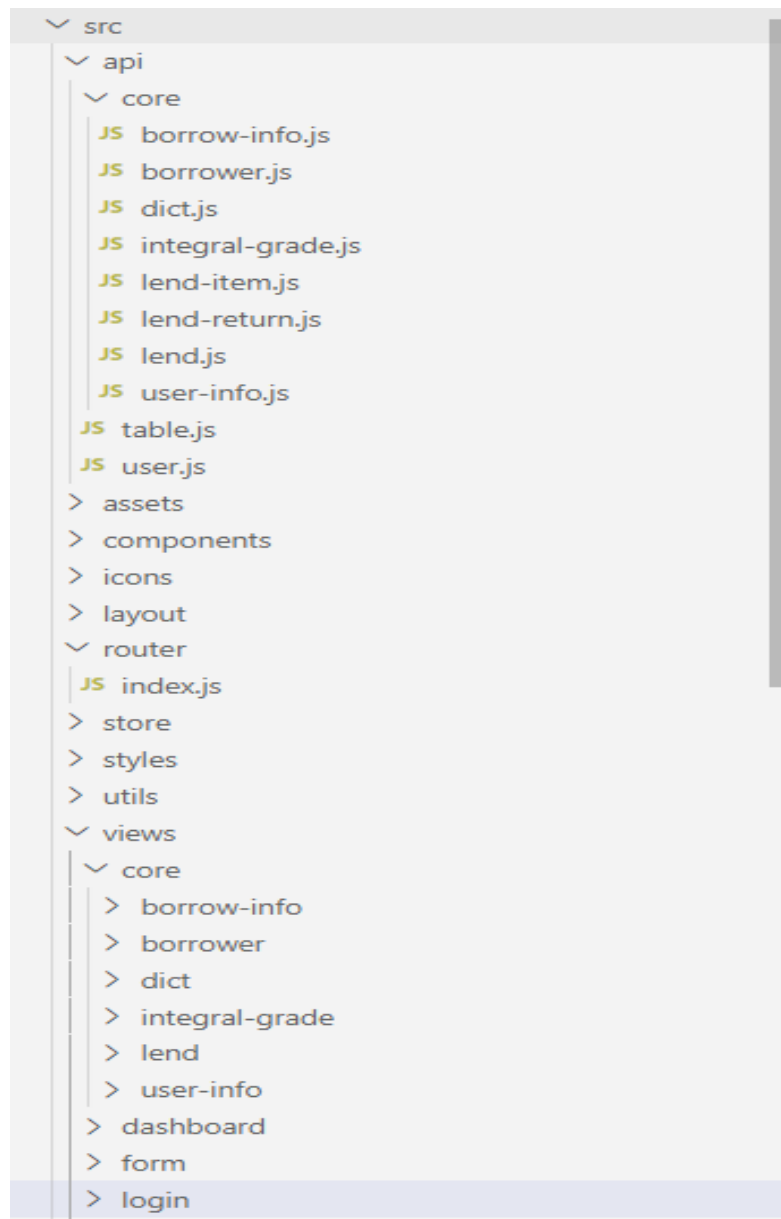 src
api
core
JS borrow-info.js
JS borrower.js
JS dict.js
JS integral-grade.js
JS lend-item.js
JS lend-return.js
JS lend.js
JS user-info.js
JS table.js
JS user.js
assets
components
icons
layout
router
JS index.js
store
styles
utils
views
core
borrow-info
borrower
dict
integral-grade
lend
user-info
dashboard
form
login